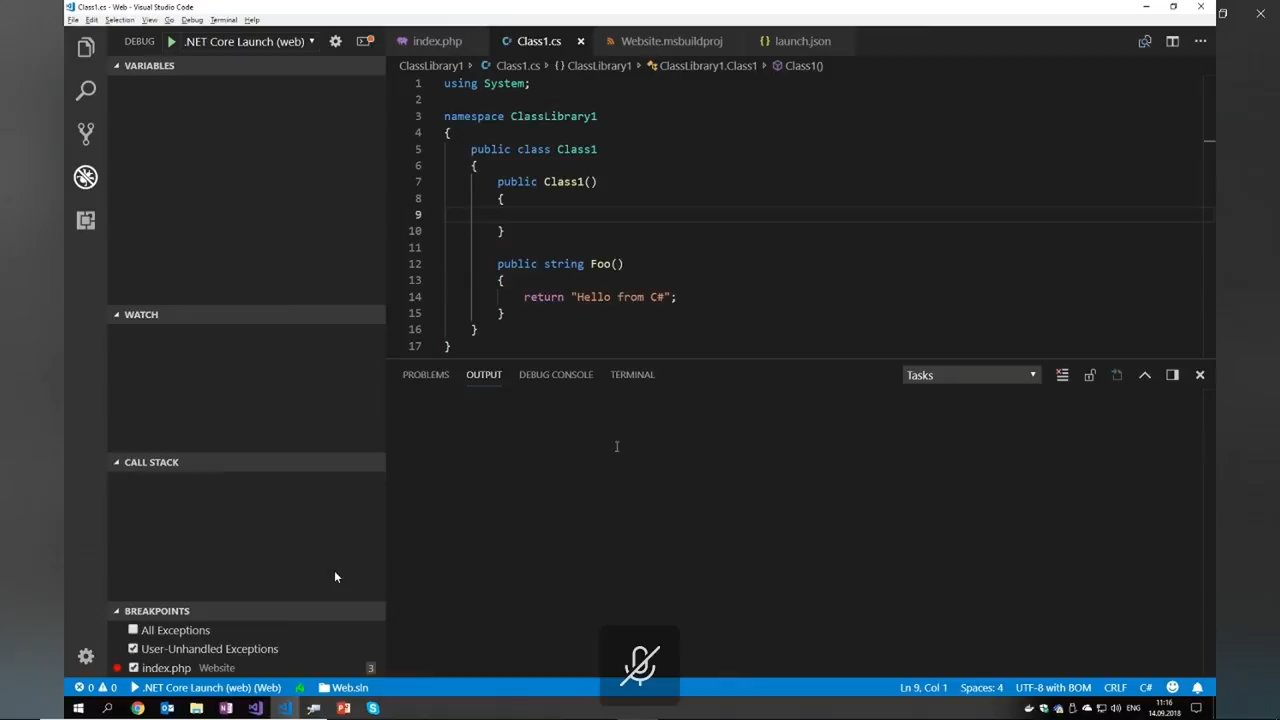 Class1.cs - Web - Visual Studio Code
File Edit Selection View Go Debug Terminal Help
DEBUG .NET Core Launch (web)
index.php Class1.cs Website.msbuildproj launch.json
VARIABLES
ClassLibrary1 Class1.cs {} ClassLibrary1 ClassLibrary1.Class1 Class1()
1 using System;
2
3 namespace ClassLibrary1
4 {
5 public class Class1
6 {
7 public Class1()
8 {
9
10 }
11
12 public string Foo()
13 {
14 return "Hello from C#";
15 }
16 }
17 }
WATCH
PROBLEMS OUTPUT DEBUG CONSOLE TERMINAL Tasks
CALL STACK
BREAKPOINTS
All Exceptions
User-Unhandled Exceptions
index.php Website 3
0 0 .NET Core Launch (web) (Web) Web.sln Ln 9, Col 1 Spaces: 4 UTF-8 with BOM CRLF C#
ENG 11:16
14.09.2018